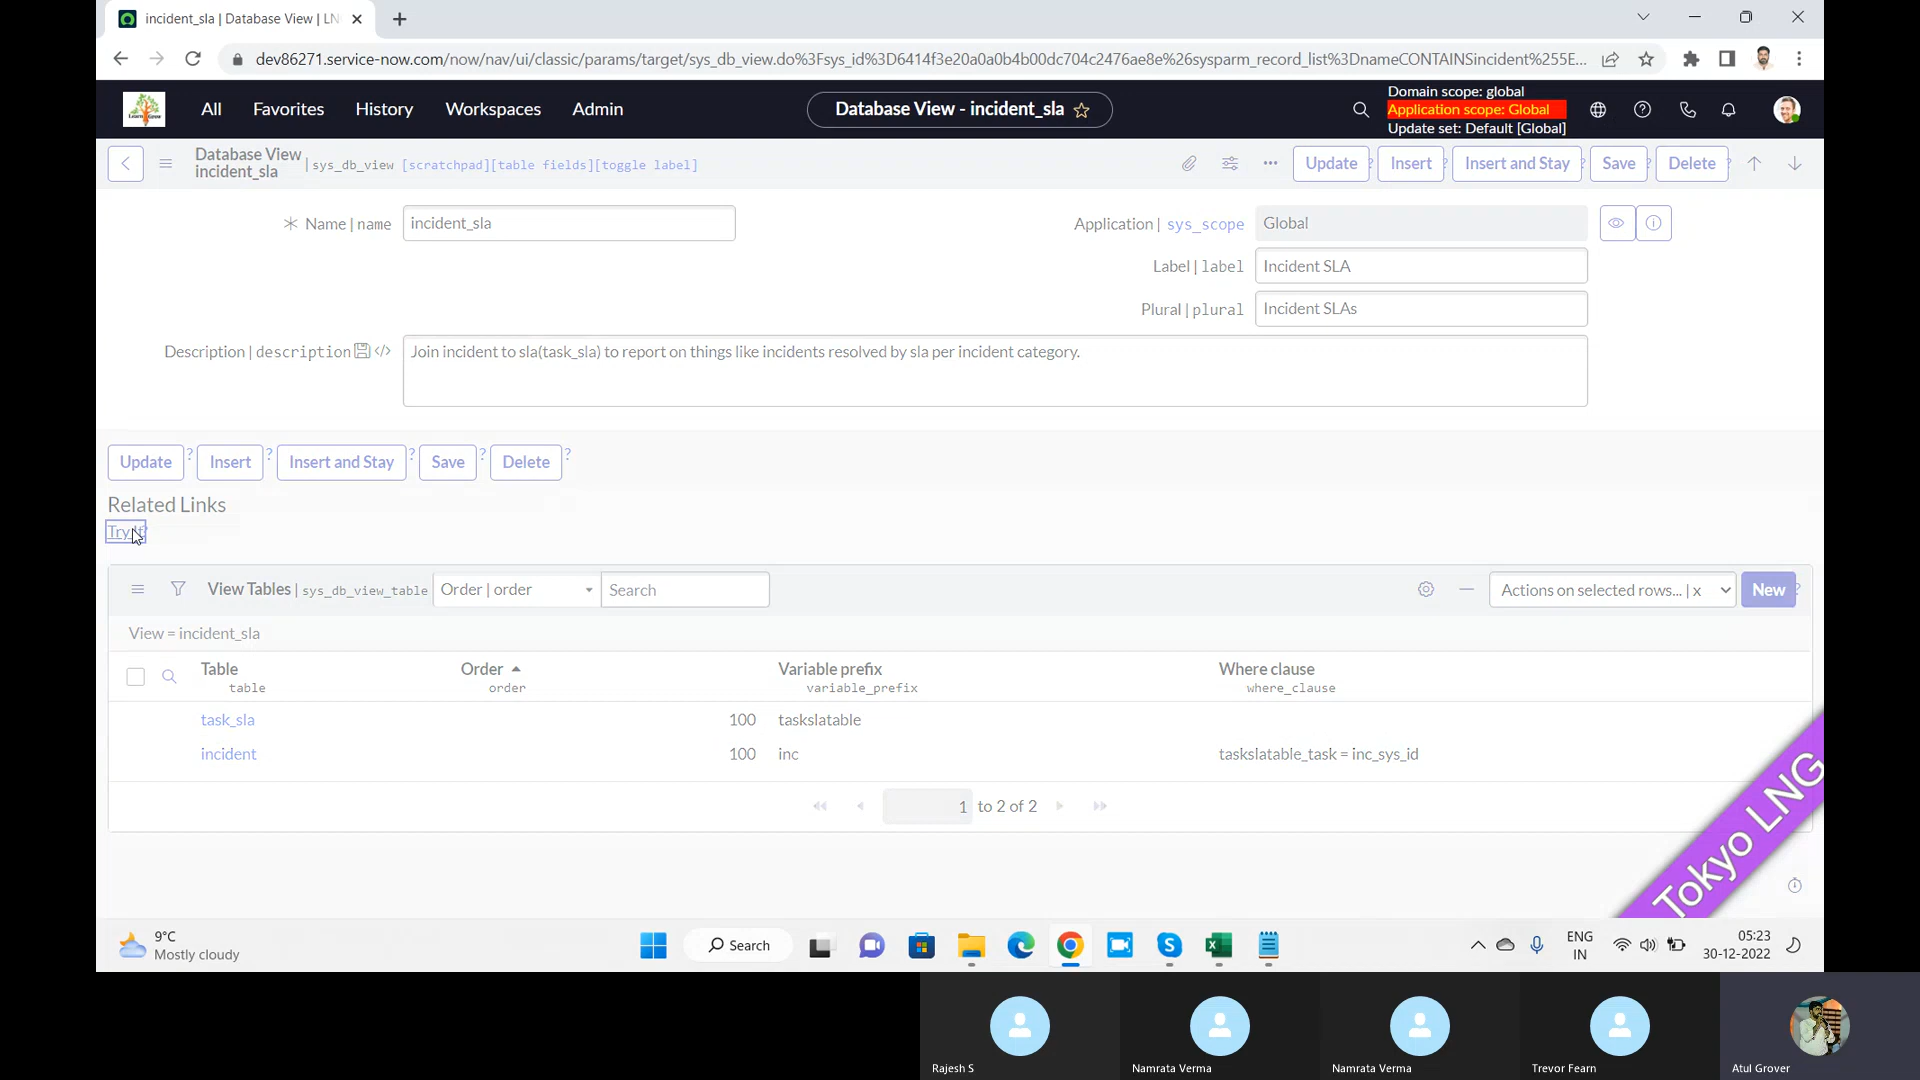 incident_sla | Database View | LN
dev86271.service-now.com/now/nav/ui/classic/params/target/sys_db_view.do%3Fsys_id%3D6414f3e20a0a0b4b00dc704c2476ae8e%26sysparm_record_list%3DnameCONTAINSincident%255E...
All Favorites History Workspaces Admin
Database View - incident_sla
Domain scope: global
Application scope: Global
Update set: Default [Global]
Database View
incident_sla
| sys_db_view [scratchpad][table fields][toggle label]
Update ? Insert ? Insert and Stay ? Save ? Delete ?
Name | name incident_sla
Application | sys_scope Global
Label | label Incident SLA
Plural | plural Incident SLAs
Description | description </> Join incident to sla(task_sla) to report on things like incidents resolved by sla per incident category.
Update ? Insert ? Insert and Stay ? Save ? Delete ?
Related Links
Try It ?
View Tables | sys_db_view_table Order | order Search Actions on selected rows... | x New ?
View = incident_sla
Table Order Variable prefix Where clause
table order variable_prefix where_clause
task_sla 100 taskslatable
incident 100 inc taskslatable_task = inc_sys_id
1 to 2 of 2
Tokyo LNG
9°C
Mostly cloudy
Search
ENG
IN
05:23
30-12-2022
Rajesh S Namrata Verma Namrata Verma Trevor Fearn Atul Grover